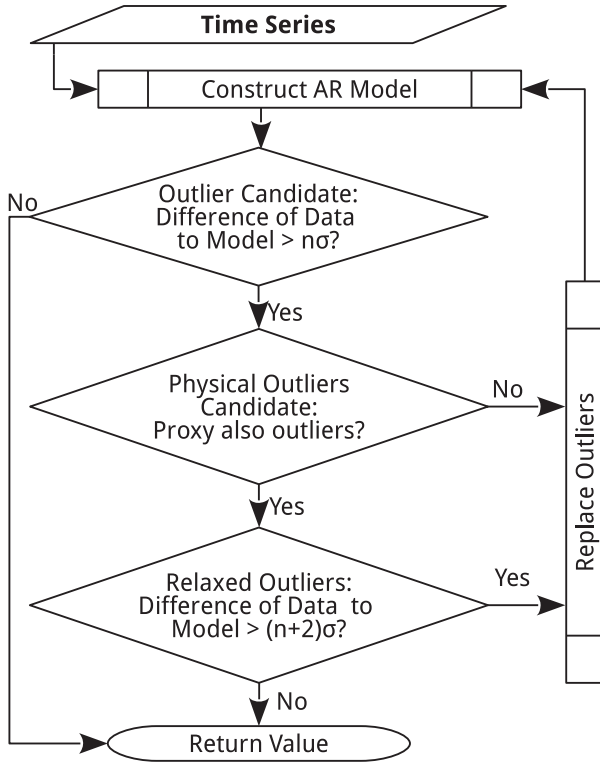 Time Series
Construct AR Model
No
Outlier Candidate:
Difference of Data
to Model > nσ?
Yes
Physical Outliers
Candidate:
Proxy also outliers?
No
Replace Outliers
Yes
Relaxed Outliers:
Difference of Data to
Model > (n+2)σ?
Yes
No
Return Value